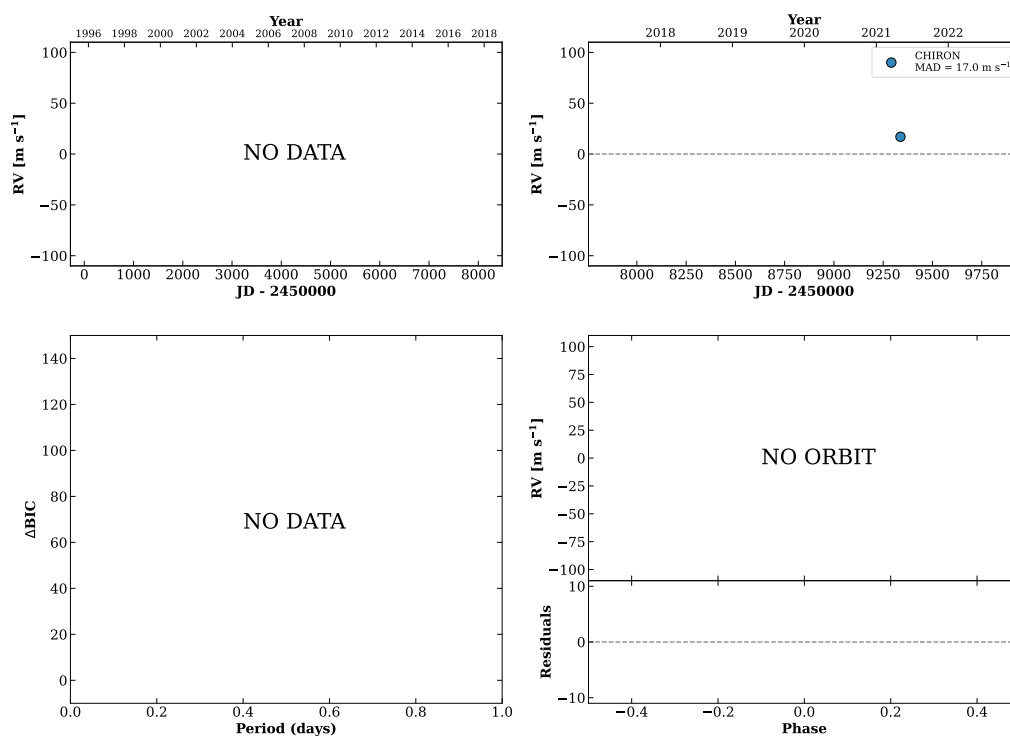 Year
1996 1998 2000 2002 2004 2006 2008 2010 2012 2014 2016 2018
RV [m s⁻¹]
100
50
0
−50
−100
NO DATA
0 1000 2000 3000 4000 5000 6000 7000 8000
JD - 2450000
Year
2018 2019 2020 2021 2022
RV [m s⁻¹]
100
50
0
−50
−100
CHIRON
MAD = 17.0 m s⁻¹
8000 8250 8500 8750 9000 9250 9500 9750
JD - 2450000
ΔBIC
140
120
100
80
60
40
20
0
NO DATA
0.0 0.2 0.4 0.6 0.8 1.0
Period (days)
RV [m s⁻¹]
100
75
50
25
0
−25
−50
−75
−100
NO ORBIT
Residuals
10
0
−10
−0.4 −0.2 0.0 0.2 0.4
Phase